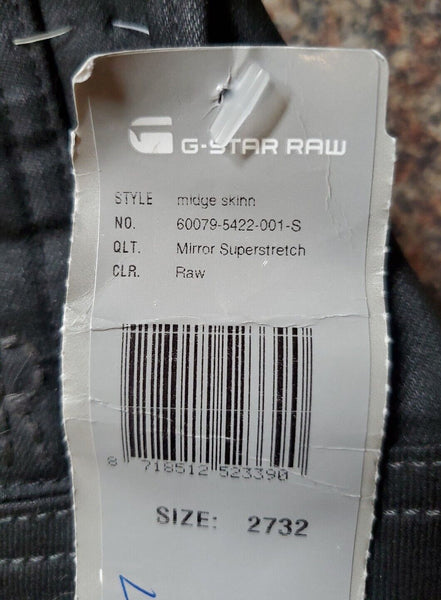 G-STAR RAW
STYLE midge skinn
NO. 60079-5422-001-S
QLT. Mirror Superstretch
CLR. Raw
8 718512 523390
SIZE: 2732